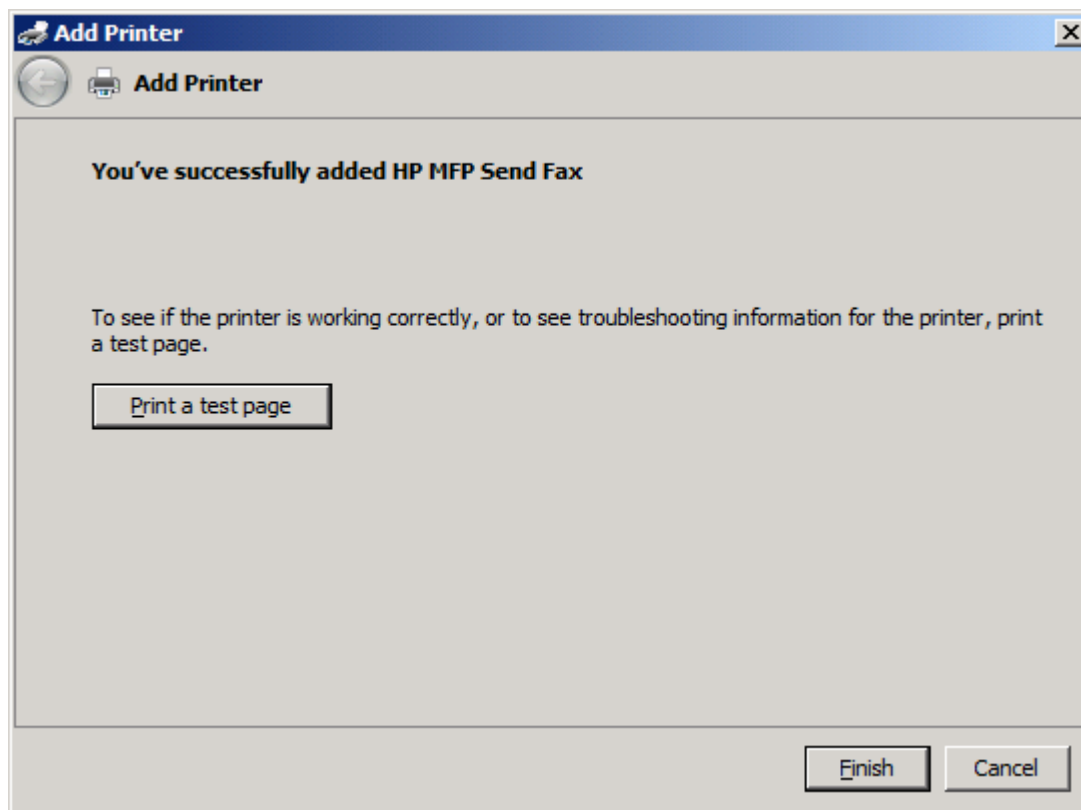 Add Printer
Add Printer
You've successfully added HP MFP Send Fax
To see if the printer is working correctly, or to see troubleshooting information for the printer, print
a test page.
Print a test page
Finish
Cancel